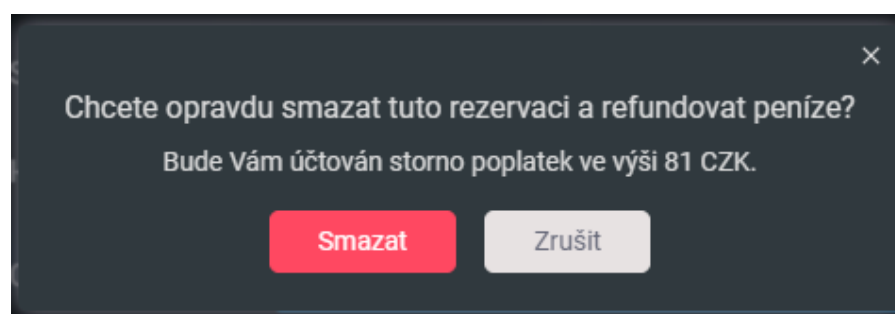 Chcete opravdu smazat tuto rezervaci a refundovat peníze?
Bude Vám účtován storno poplatek ve výši 81 CZK.
Smazat
Zrušit